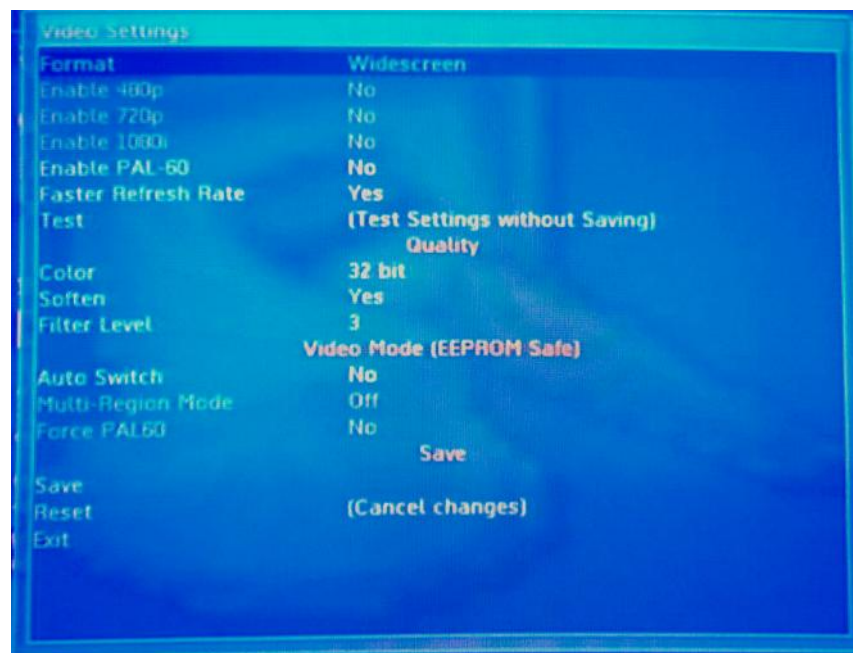 Video Settings
Format Widescreen
Enable 480p No
Enable 720p No
Enable 1080i No
Enable PAL-60 No
Faster Refresh Rate Yes
Test (Test Settings without Saving)
Quality
Color 32 bit
Soften Yes
Filter Level 3
Video Mode (EEPROM Safe)
Auto Switch No
Multi-Region Mode Off
Force PAL60 No
Save
Save
Reset (Cancel changes)
Exit